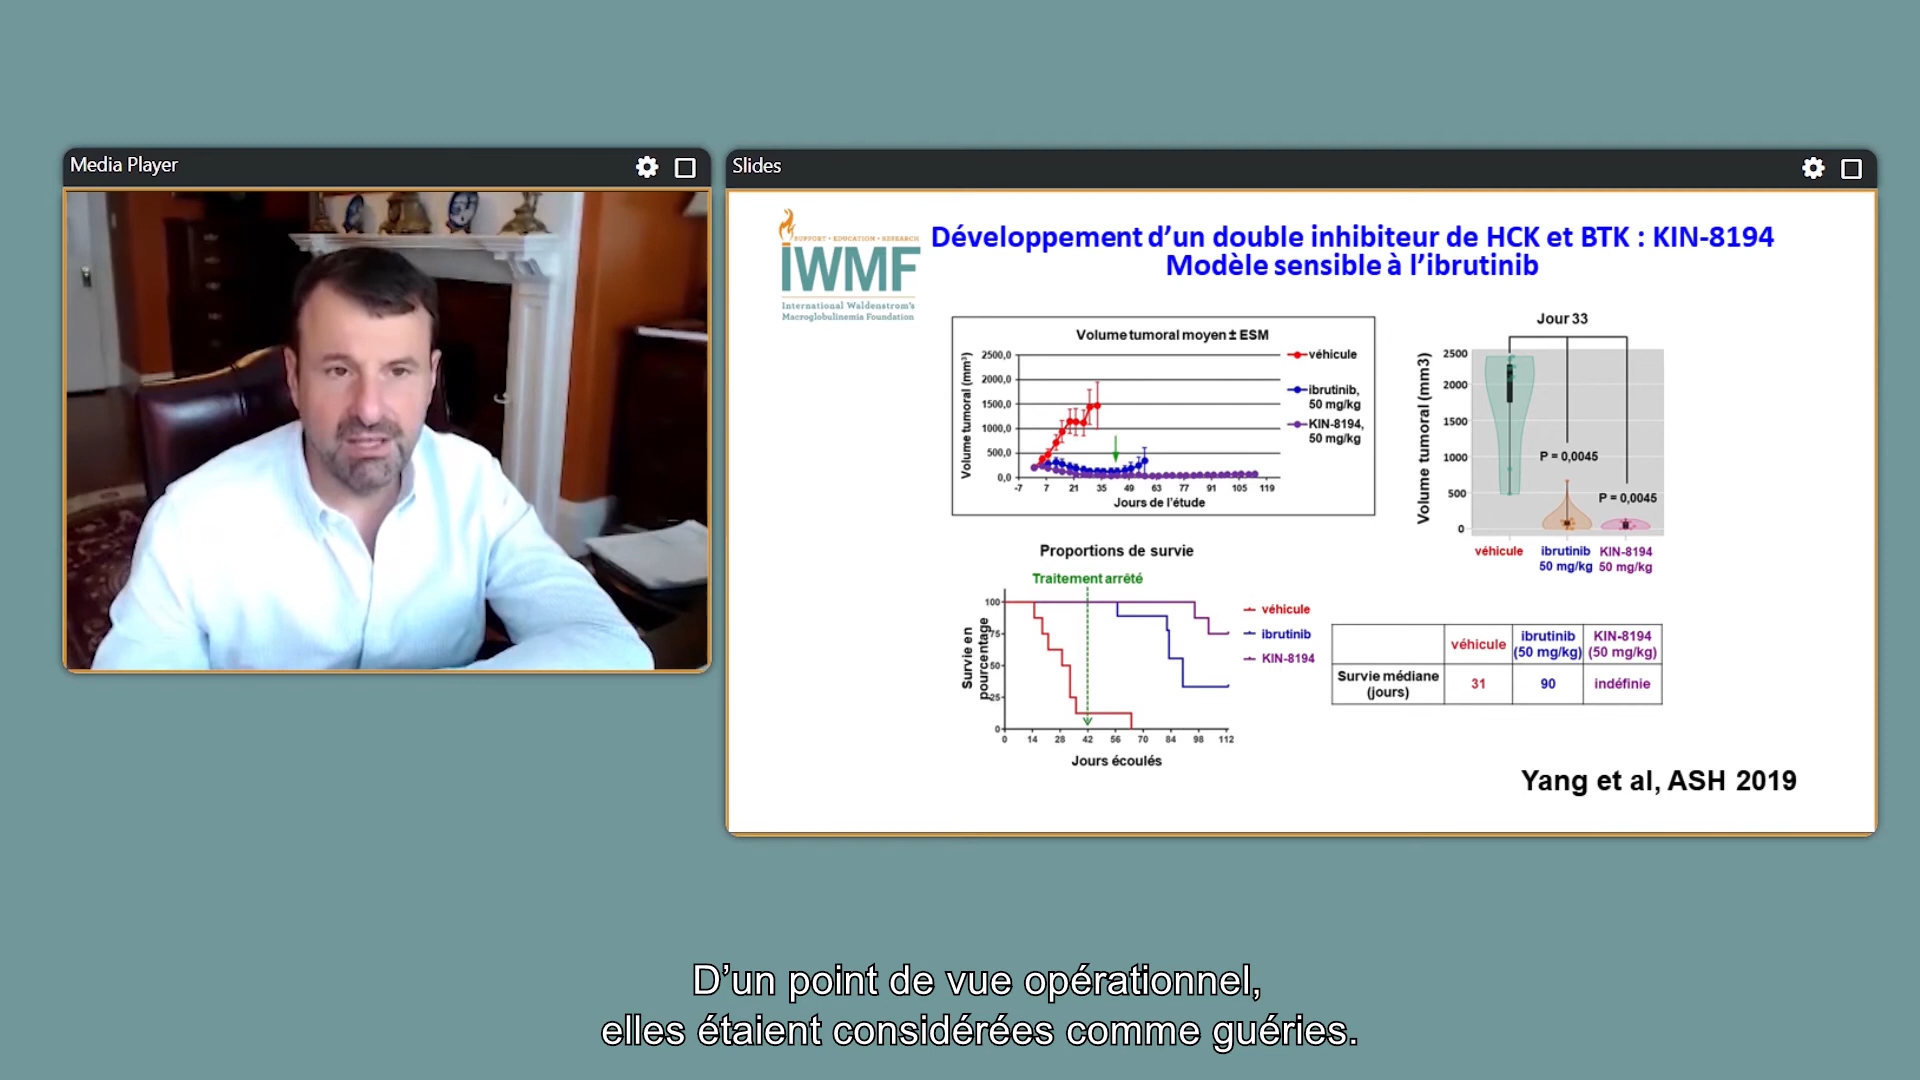 Media Player
Slides
SUPPORT • EDUCATION • RESEARCH
IWMF
International Waldenstrom's
Macroglobulinemia Foundation
Développement d'un double inhibiteur de HCK et BTK : KIN-8194
Modèle sensible à l'ibrutinib
Volume tumoral moyen ± ESM
Volume tumoral (mm³)
2500,0
2000,0
1500,0
1000,0
500,0
0,0
-7 7 21 35 49 63 77 91 105 119
Jours de l'étude
véhicule
ibrutinib,
50 mg/kg
KIN-8194,
50 mg/kg
Jour 33
Volume tumoral (mm3)
2500
2000
1500
1000
500
0
P = 0,0045
P = 0,0045
véhicule ibrutinib KIN-8194
50 mg/kg 50 mg/kg
Proportions de survie
Traitement arrêté
Survie en
pourcentage
100
75
50
25
0
0 14 28 42 56 70 84 98 112
Jours écoulés
véhicule
ibrutinib
KIN-8194
véhicule ibrutinib KIN-8194
(50 mg/kg) (50 mg/kg)
Survie médiane
(jours) 31 90 indéfinie
Yang et al, ASH 2019
D'un point de vue opérationnel,
elles étaient considérées comme guéries.